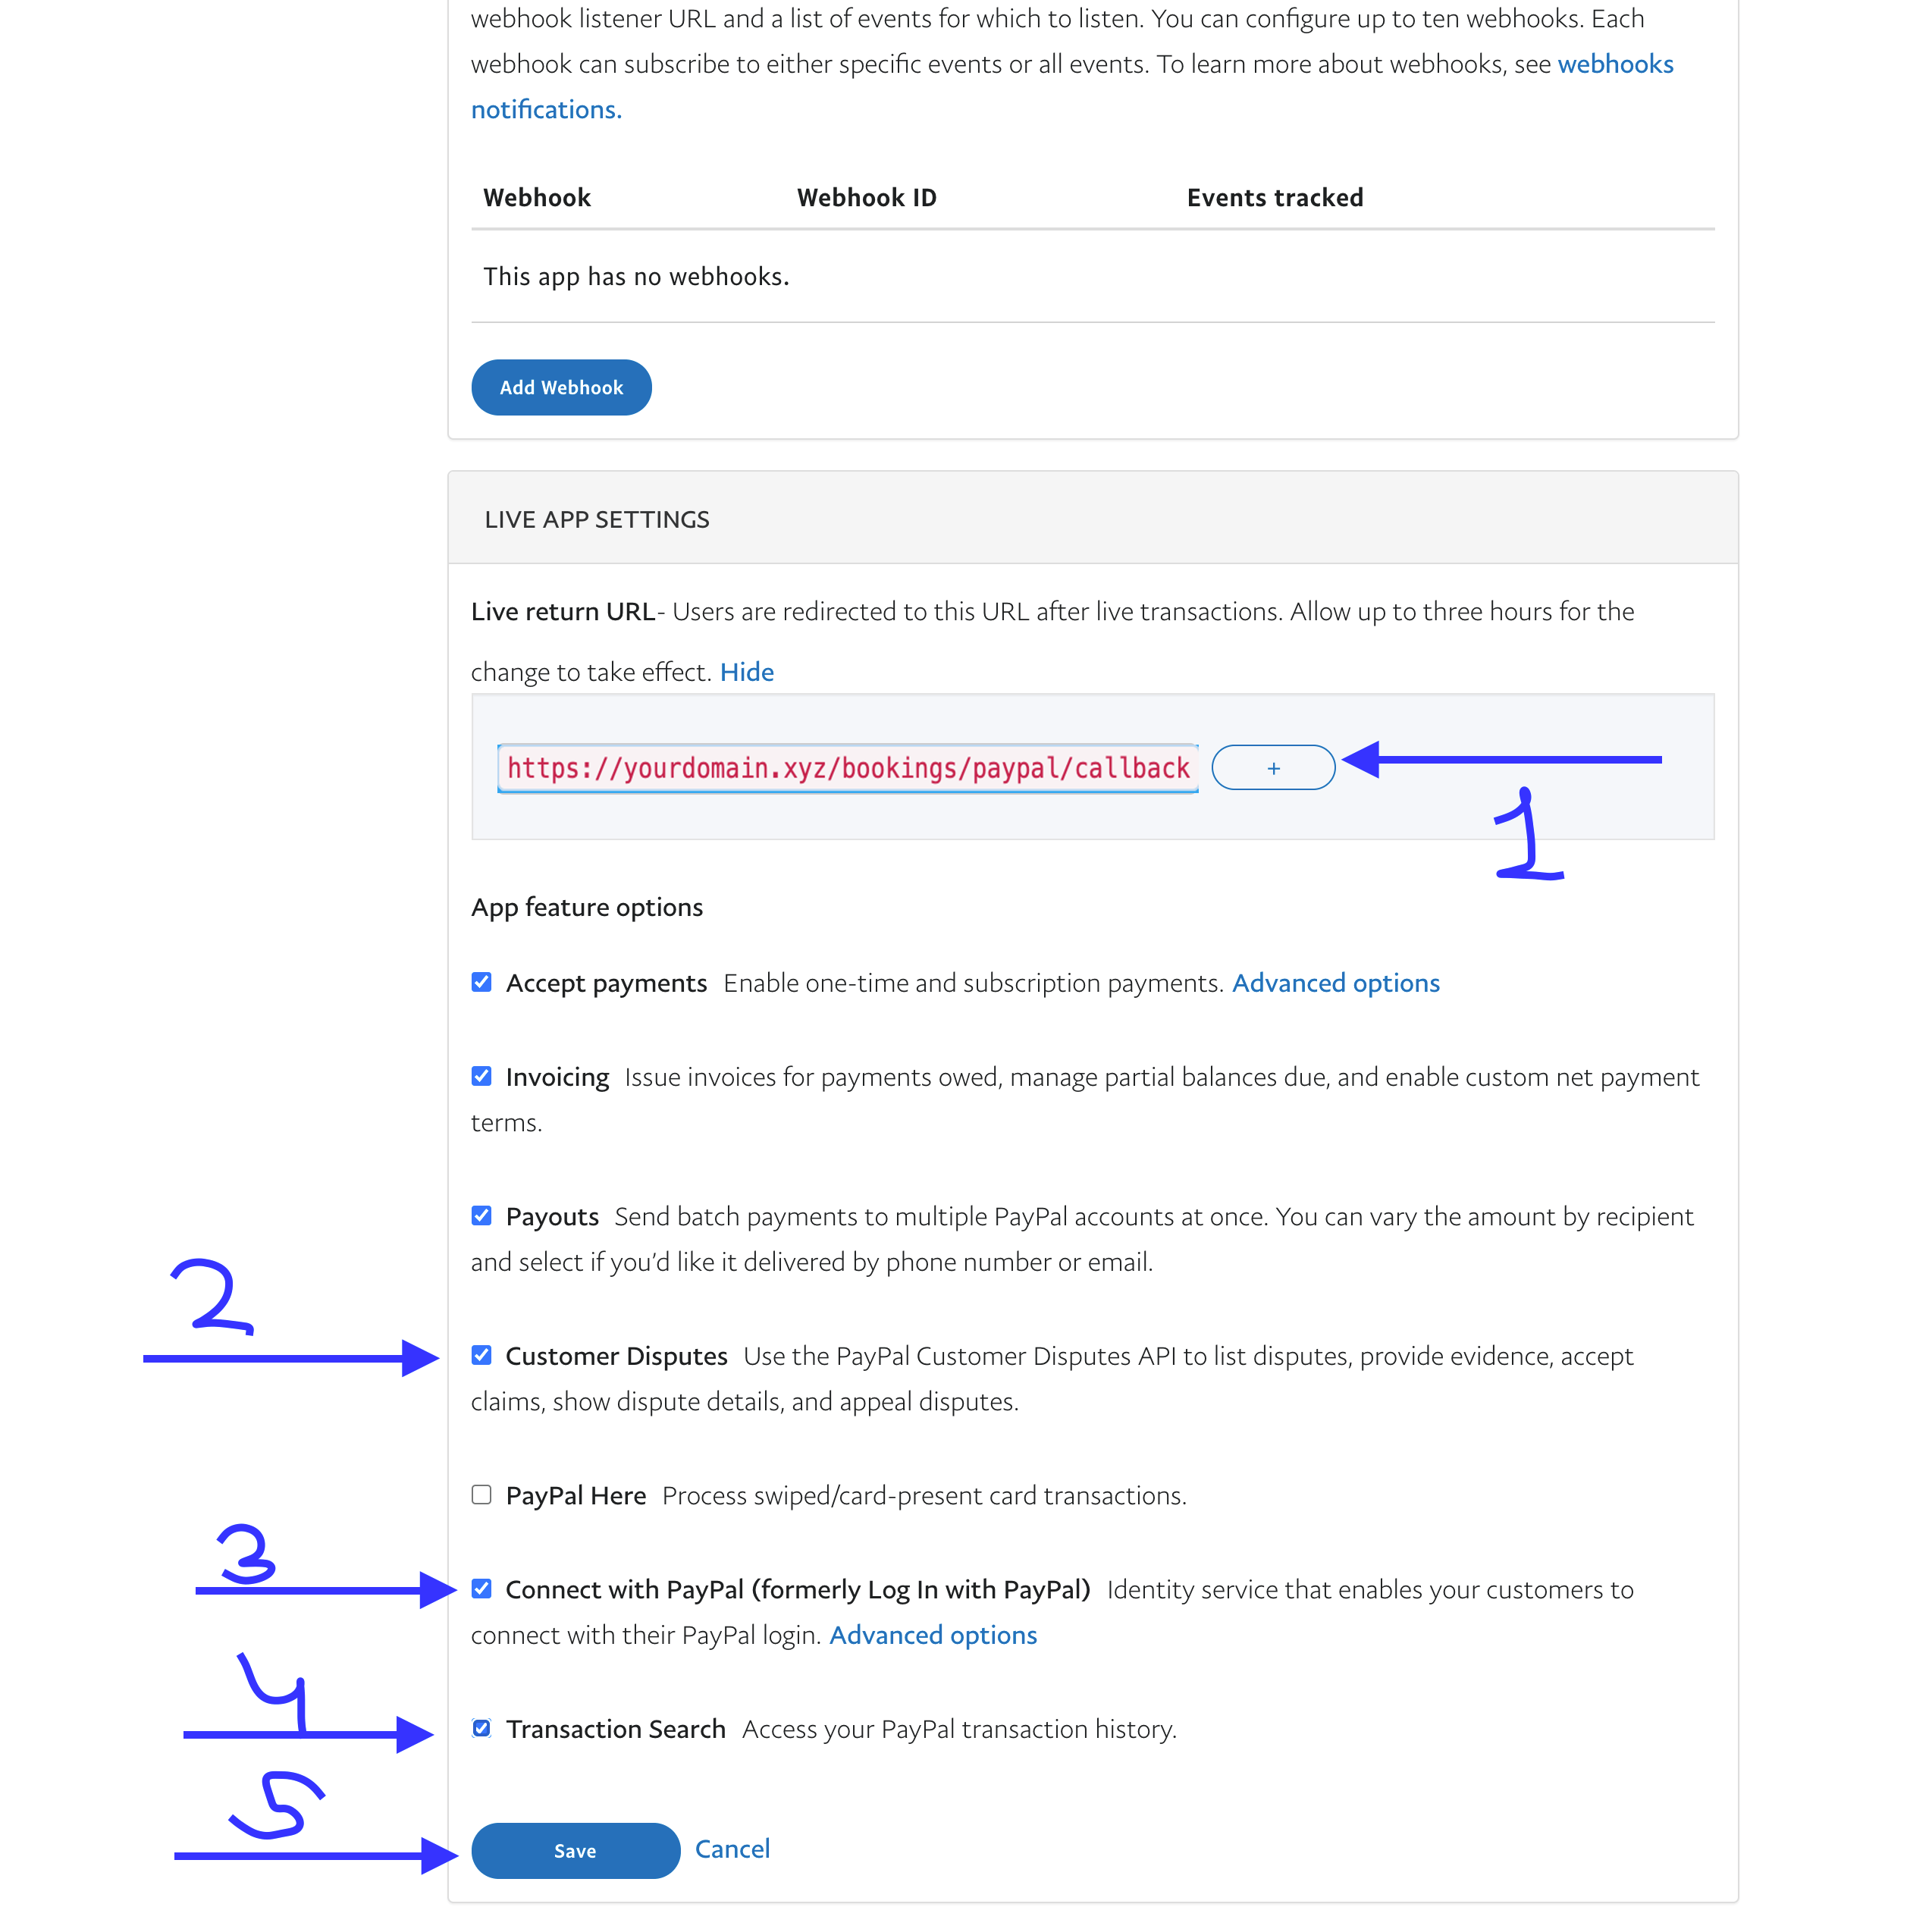 webhook listener URL and a list of events for which to listen. You can configure up to ten webhooks. Each
webhook can subscribe to either specific events or all events. To learn more about webhooks, see webhooks
notifications.
Webhook Webhook ID Events tracked
This app has no webhooks.
Add Webhook
LIVE APP SETTINGS
Live return URL- Users are redirected to this URL after live transactions. Allow up to three hours for the
change to take effect. Hide
https://yourdomain.xyz/bookings/paypal/callback +
1
App feature options
Accept payments Enable one-time and subscription payments. Advanced options
Invoicing Issue invoices for payments owed, manage partial balances due, and enable custom net payment
terms.
Payouts Send batch payments to multiple PayPal accounts at once. You can vary the amount by recipient
and select if you’d like it delivered by phone number or email.
2
Customer Disputes Use the PayPal Customer Disputes API to list disputes, provide evidence, accept
claims, show dispute details, and appeal disputes.
PayPal Here Process swiped/card-present card transactions.
3
Connect with PayPal (formerly Log In with PayPal) Identity service that enables your customers to
connect with their PayPal login. Advanced options
4
Transaction Search Access your PayPal transaction history.
5
Save Cancel